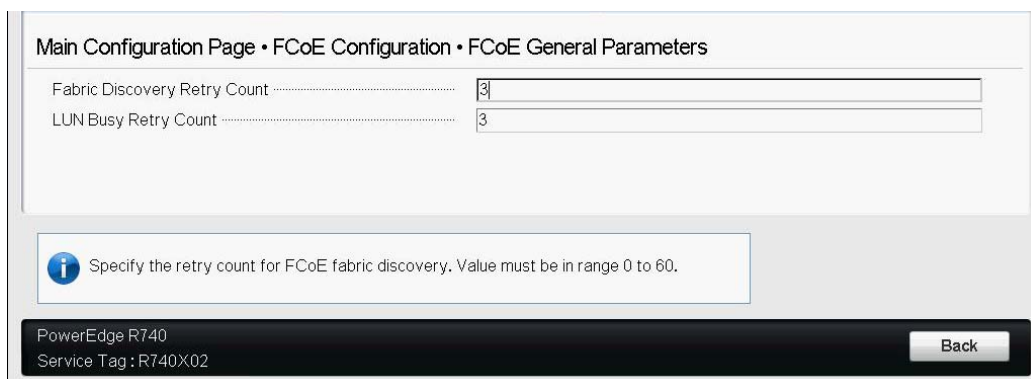 Main Configuration Page • FCoE Configuration • FCoE General Parameters
Fabric Discovery Retry Count 3
LUN Busy Retry Count 3
Specify the retry count for FCoE fabric discovery. Value must be in range 0 to 60.
PowerEdge R740
Service Tag : R740X02
Back